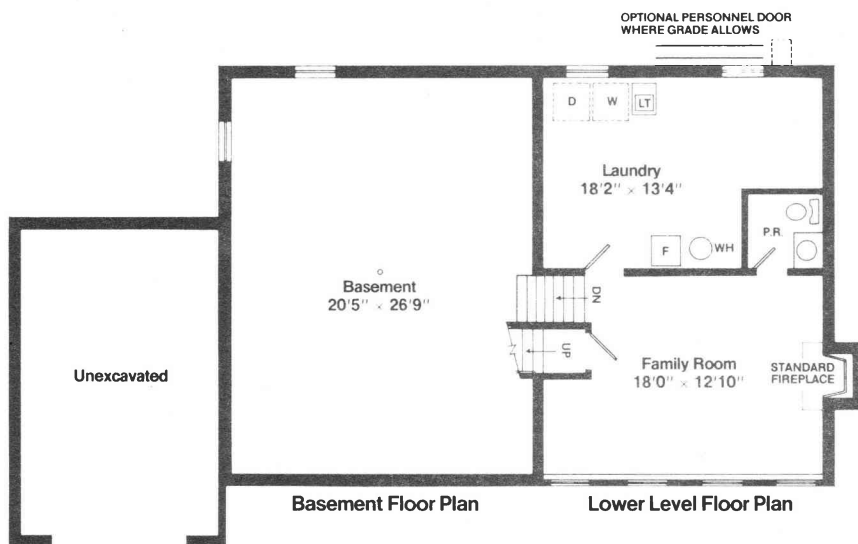 OPTIONAL PERSONNEL DOOR
WHERE GRADE ALLOWS
D
W
LT
Laundry
18'2" × 13'4"
P.R.
F
WH
Basement
20'5" × 26'9"
DN
UP
Unexcavated
Family Room
18'0" × 12'10"
STANDARD
FIREPLACE
Basement Floor Plan
Lower Level Floor Plan